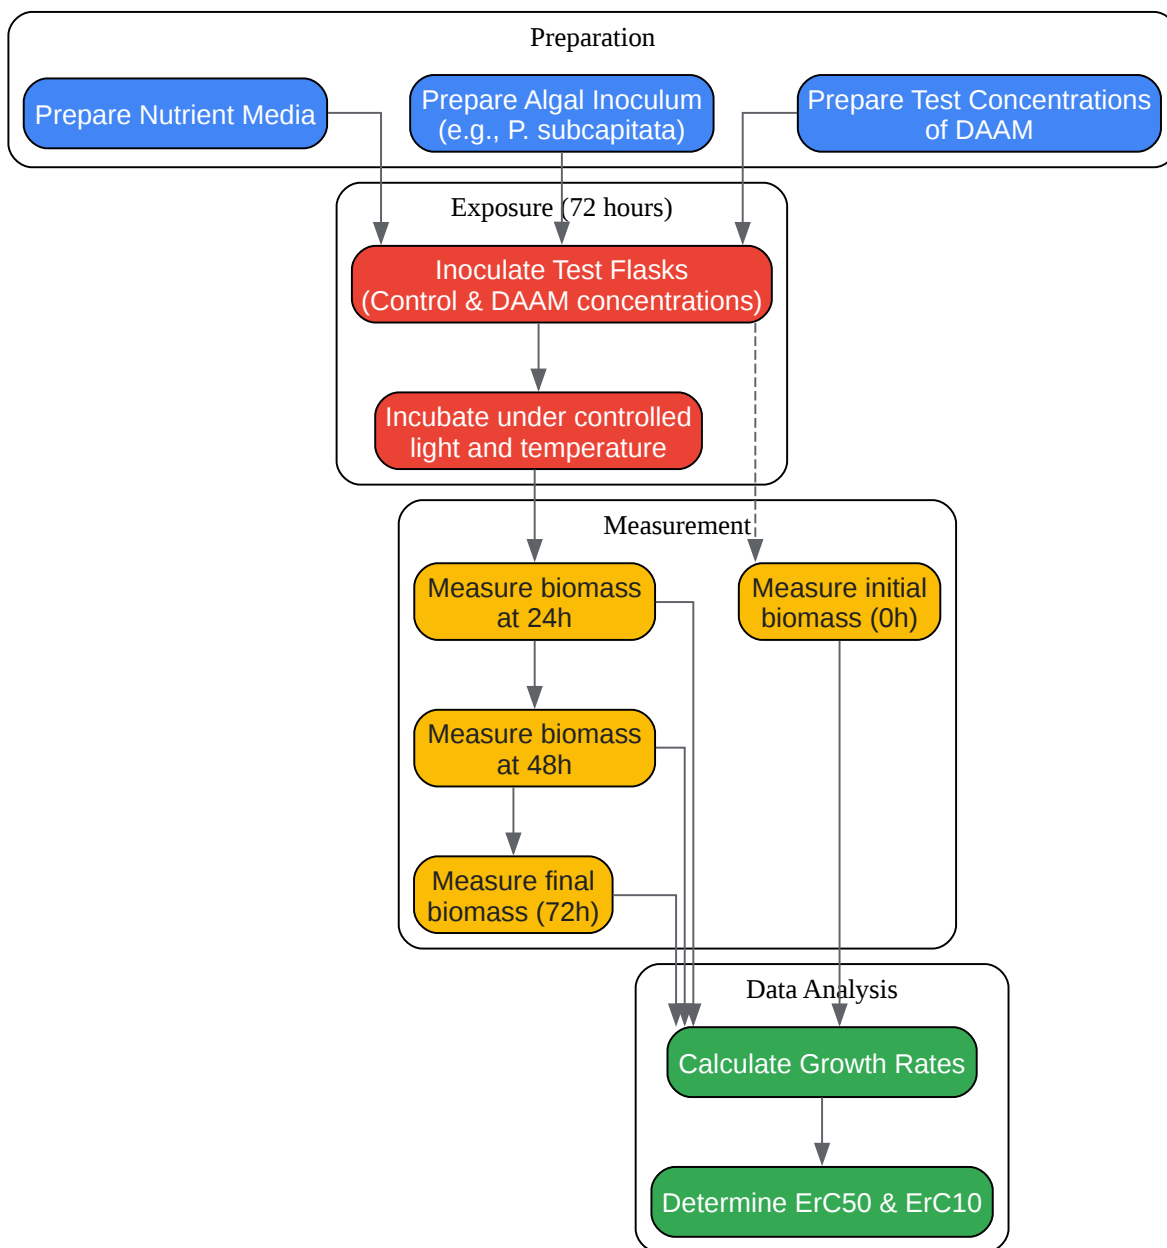 Preparation
Prepare Nutrient Media
Prepare Algal Inoculum
(e.g., P. subcapitata)
Prepare Test Concentrations
of DAAM
Exposure (72 hours)
Inoculate Test Flasks
(Control & DAAM concentrations)
Incubate under controlled
light and temperature
Measurement
Measure biomass
at 24h
Measure initial
biomass (0h)
Measure biomass
at 48h
Measure final
biomass (72h)
Data Analysis
Calculate Growth Rates
Determine ErC50 & ErC10